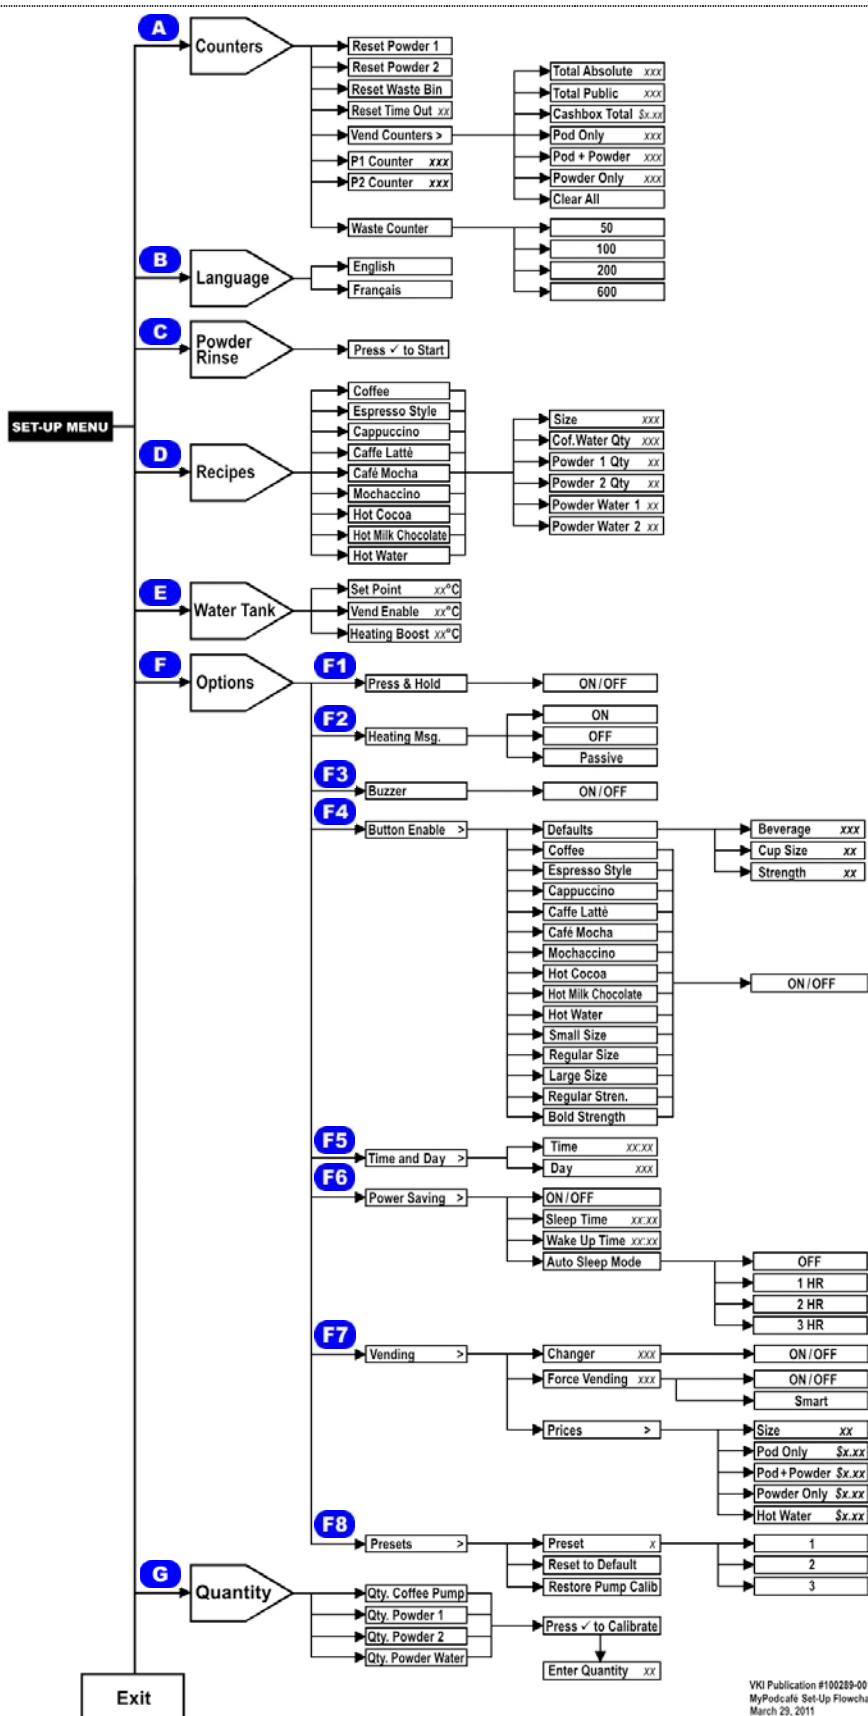 A
Counters
Reset Powder 1
Reset Powder 2
Reset Waste Bin
Reset Time Out xx
Vend Counters >
P1 Counter xxx
P2 Counter xxx
Waste Counter
Total Absolute xxx
Total Public xxx
Cashbox Total $x.xx
Pod Only xxx
Pod + Powder xxx
Powder Only xxx
Clear All
50
100
200
600
B
Language
English
Français
C
Powder
Rinse
Press ✓ to Start
SET-UP MENU
D
Recipes
Coffee
Espresso Style
Cappuccino
Caffe Lattè
Café Mocha
Mochaccino
Hot Cocoa
Hot Milk Chocolate
Hot Water
Size xxx
Cof.Water Qty xxx
Powder 1 Qty xx
Powder 2 Qty xx
Powder Water 1 xx
Powder Water 2 xx
E
Water Tank
Set Point xx°C
Vend Enable xx°C
Heating Boost xx°C
F
Options
F1
Press & Hold
ON/OFF
F2
Heating Msg.
ON
OFF
Passive
F3
Buzzer
ON/OFF
F4
Button Enable >
Defaults
Coffee
Espresso Style
Cappuccino
Caffe Lattè
Café Mocha
Mochaccino
Hot Cocoa
Hot Milk Chocolate
Hot Water
Small Size
Regular Size
Large Size
Regular Stren.
Bold Strength
Beverage xxx
Cup Size xx
Strength xx
ON/OFF
F5
Time and Day >
Time xx:xx
Day xxx
F6
Power Saving >
ON/OFF
Sleep Time xx:xx
Wake Up Time xx:xx
Auto Sleep Mode
OFF
1 HR
2 HR
3 HR
F7
Vending >
Changer xxx
ON/OFF
Force Vending xxx
ON/OFF
Smart
Prices >
Size xx
Pod Only $x.xx
Pod+Powder $x.xx
Powder Only $x.xx
Hot Water $x.xx
F8
Presets >
Preset x
Reset to Default
Restore Pump Calib
1
2
3
G
Quantity
Qty. Coffee Pump
Qty. Powder 1
Qty. Powder 2
Qty. Powder Water
Press ✓ to Calibrate
Enter Quantity xx
Exit
VKI Publication #100289-00
MyPodcafé Set-Up Flowcha
March 29, 2011